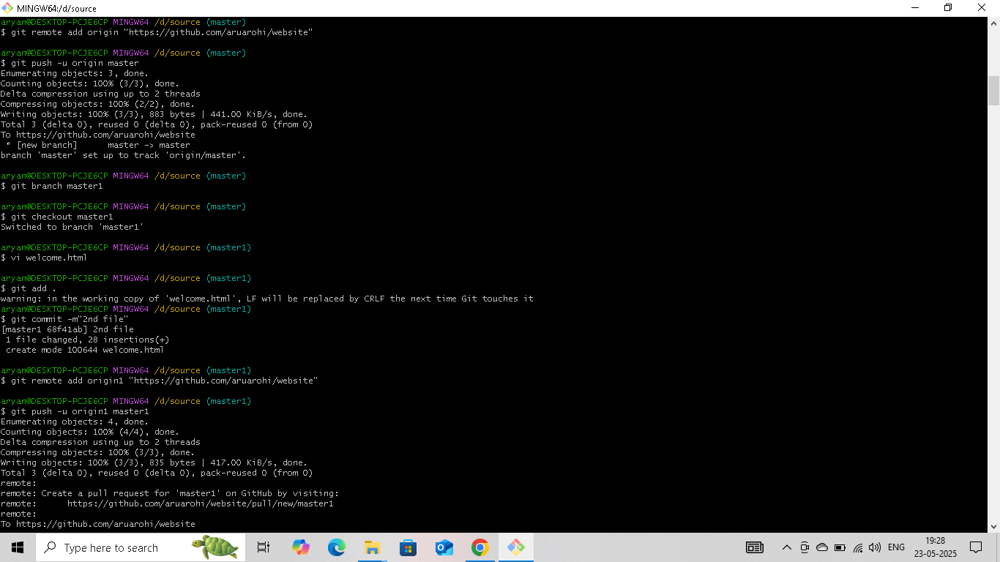 MINGW64:/d/source
aryan@DESKTOP-PCJE6CP MINGW64 /d/source (master)
$ git remote add origin "https://github.com/aruarohi/website"
aryan@DESKTOP-PCJE6CP MINGW64 /d/source (master)
$ git push -u origin master
Enumerating objects: 3, done.
Counting objects: 100% (3/3), done.
Delta compression using up to 2 threads
Compressing objects: 100% (2/2), done.
Writing objects: 100% (3/3), 883 bytes | 441.00 KiB/s, done.
Total 3 (delta 0), reused 0 (delta 0), pack-reused 0 (from 0)
To https://github.com/aruarohi/website
 * [new branch]      master -> master
branch 'master' set up to track 'origin/master'.
aryan@DESKTOP-PCJE6CP MINGW64 /d/source (master)
$ git branch master1
aryan@DESKTOP-PCJE6CP MINGW64 /d/source (master)
$ git checkout master1
Switched to branch 'master1'
aryan@DESKTOP-PCJE6CP MINGW64 /d/source (master1)
$ vi welcome.html
aryan@DESKTOP-PCJE6CP MINGW64 /d/source (master1)
$ git add .
warning: in the working copy of 'welcome.html', LF will be replaced by CRLF the next time Git touches it
aryan@DESKTOP-PCJE6CP MINGW64 /d/source (master1)
$ git commit -m"2nd file"
[master1 68f41ab] 2nd file
 1 file changed, 28 insertions(+)
 create mode 100644 welcome.html
aryan@DESKTOP-PCJE6CP MINGW64 /d/source (master1)
$ git remote add origin1 "https://github.com/aruarohi/website"
aryan@DESKTOP-PCJE6CP MINGW64 /d/source (master1)
$ git push -u origin1 master1
Enumerating objects: 4, done.
Counting objects: 100% (4/4), done.
Delta compression using up to 2 threads
Compressing objects: 100% (3/3), done.
Writing objects: 100% (3/3), 835 bytes | 417.00 KiB/s, done.
Total 3 (delta 0), reused 0 (delta 0), pack-reused 0 (from 0)
remote:
remote: Create a pull request for 'master1' on GitHub by visiting:
remote:      https://github.com/aruarohi/website/pull/new/master1
remote:
To https://github.com/aruarohi/website
Type here to search
ENG
19:28
23-05-2025